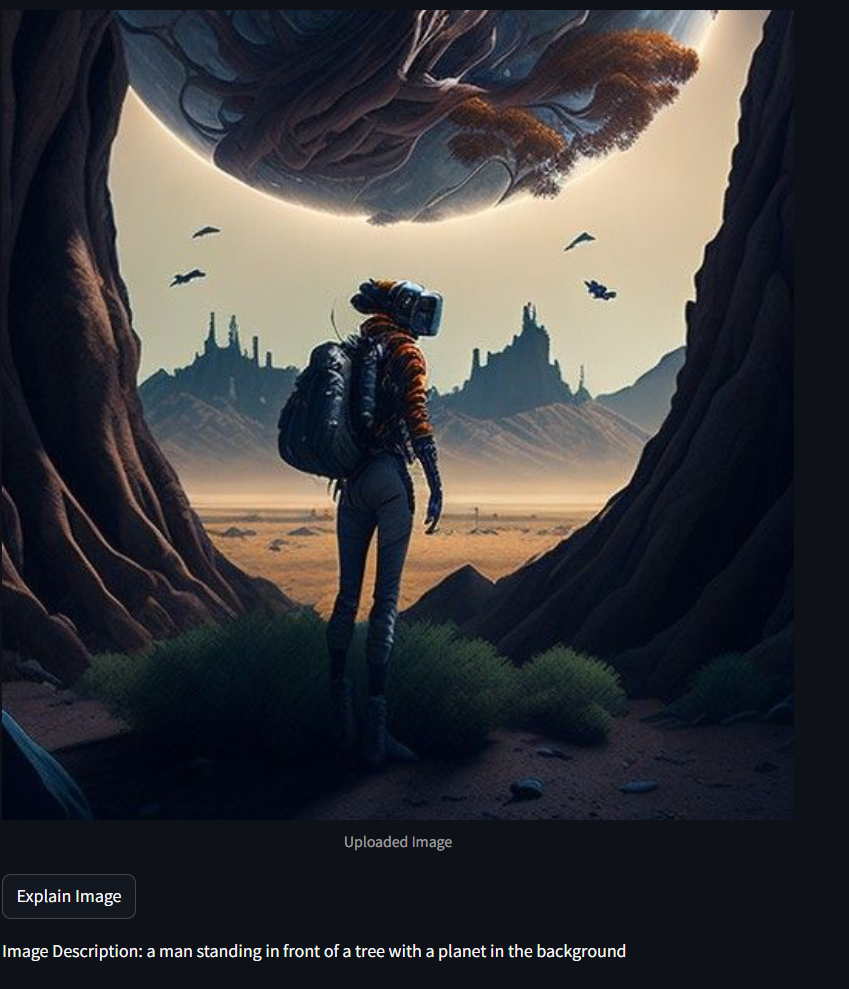 Uploaded Image
Explain Image
Image Description: a man standing in front of a tree with a planet in the background